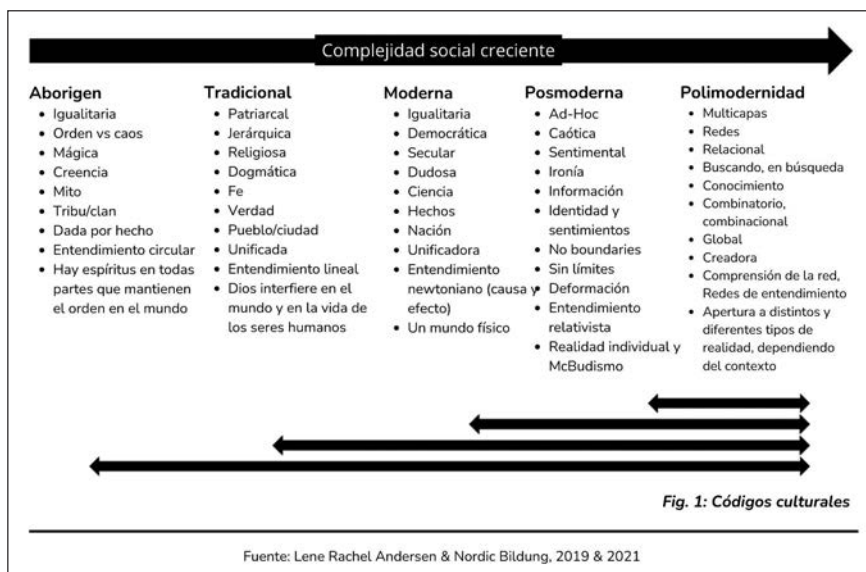 Complejidad social creciente
Aborigen
• Igualitaria
• Orden vs caos
• Mágica
• Creencia
• Mito
• Tribu/clan
• Dada por hecho
• Entendimiento circular
• Hay espíritus en todas
partes que mantienen
el orden en el mundo
Tradicional
• Patriarcal
• Jerárquica
• Religiosa
• Dogmática
• Fe
• Verdad
• Pueblo/ciudad
• Unificada
• Entendimiento lineal
• Dios interfiere en el
mundo y en la vida de
los seres humanos
Moderna
• Igualitaria
• Democrática
• Secular
• Dudosa
• Ciencia
• Hechos
• Nación
• Unificadora
• Entendimiento
newtoniano (causa y
efecto)
• Un mundo físico
Posmoderna
• Ad-Hoc
• Caótica
• Sentimental
• Ironía
• Información
• Identidad y
sentimientos
• No boundaries
• Sin límites
• Deformación
• Entendimiento
relativista
• Realidad individual y
McBudismo
Polimodernidad
• Multicapas
• Redes
• Relacional
• Buscando, en búsqueda
• Conocimiento
• Combinatorio,
combinacional
• Global
• Creadora
• Comprensión de la red,
Redes de entendimiento
• Apertura a distintos y
diferentes tipos de
realidad, dependiendo
del contexto
Fig. 1: Códigos culturales
Fuente: Lene Rachel Andersen & Nordic Bildung, 2019 & 2021